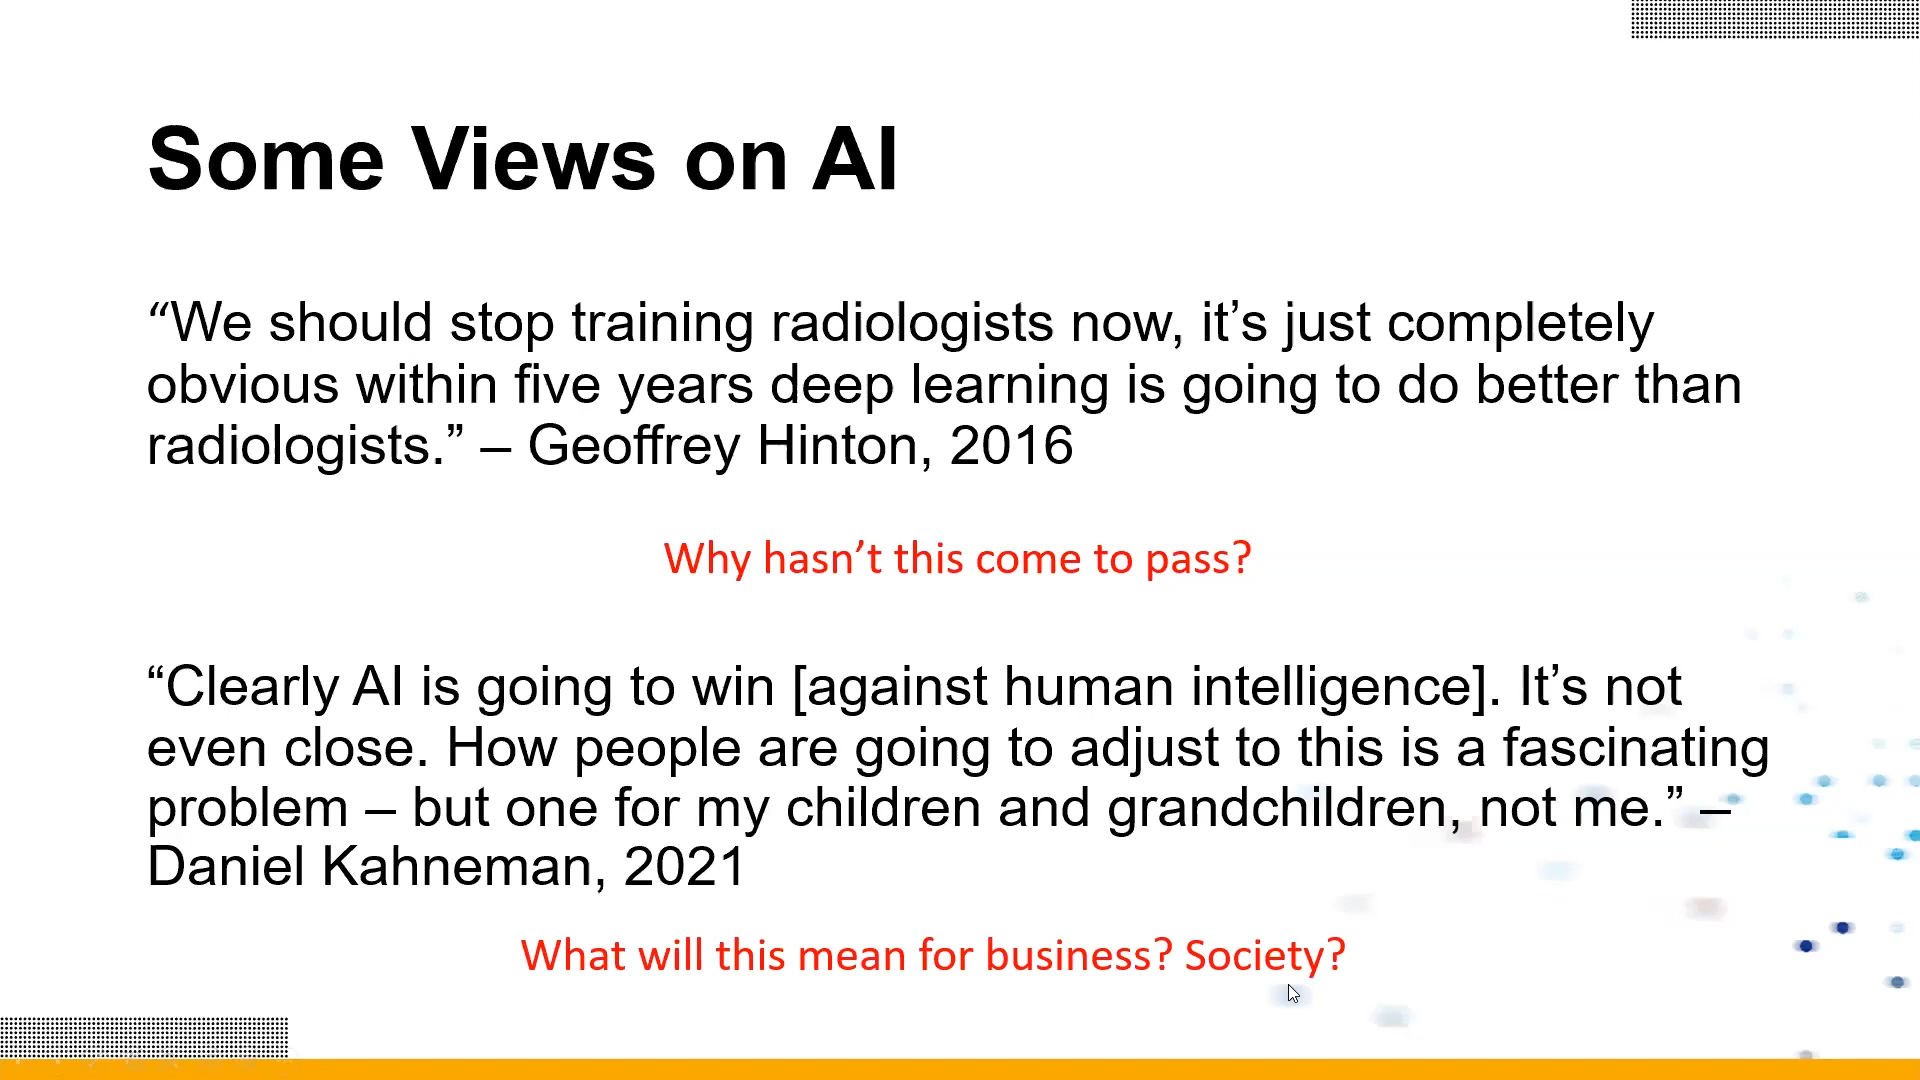 Some Views on AI
“We should stop training radiologists now, it’s just completely
obvious within five years deep learning is going to do better than
radiologists.” – Geoffrey Hinton, 2016
Why hasn’t this come to pass?
“Clearly AI is going to win [against human intelligence]. It’s not
even close. How people are going to adjust to this is a fascinating
problem – but one for my children and grandchildren, not me.” –
Daniel Kahneman, 2021
What will this mean for business? Society?